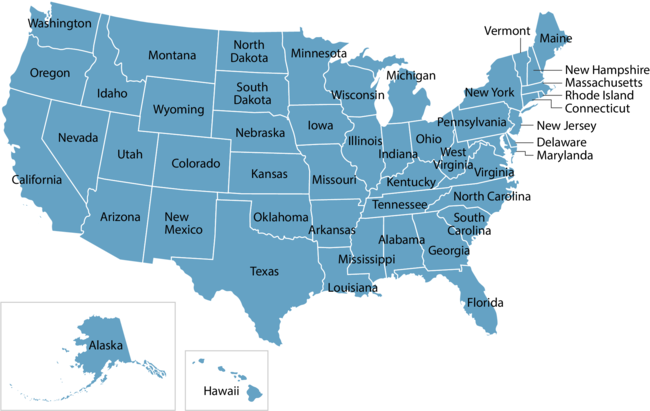 Washington
Oregon
California
Nevada
Idaho
Montana
Wyoming
Utah
Colorado
Arizona
New
Mexico
North
Dakota
South
Dakota
Nebraska
Kansas
Oklahoma
Texas
Minnesota
Iowa
Missouri
Arkansas
Louisiana
Wisconsin
Illinois
Michigan
Indiana
Ohio
Kentucky
Tennessee
Mississippi
Alabama
Georgia
Florida
South
Carolina
North Carolina
Virginia
West
Virginia
Pennsylvania
New York
Vermont
Maine
New Hampshire
Massachusetts
Rhode Island
Connecticut
New Jersey
Delaware
Marylanda
Alaska
Hawaii